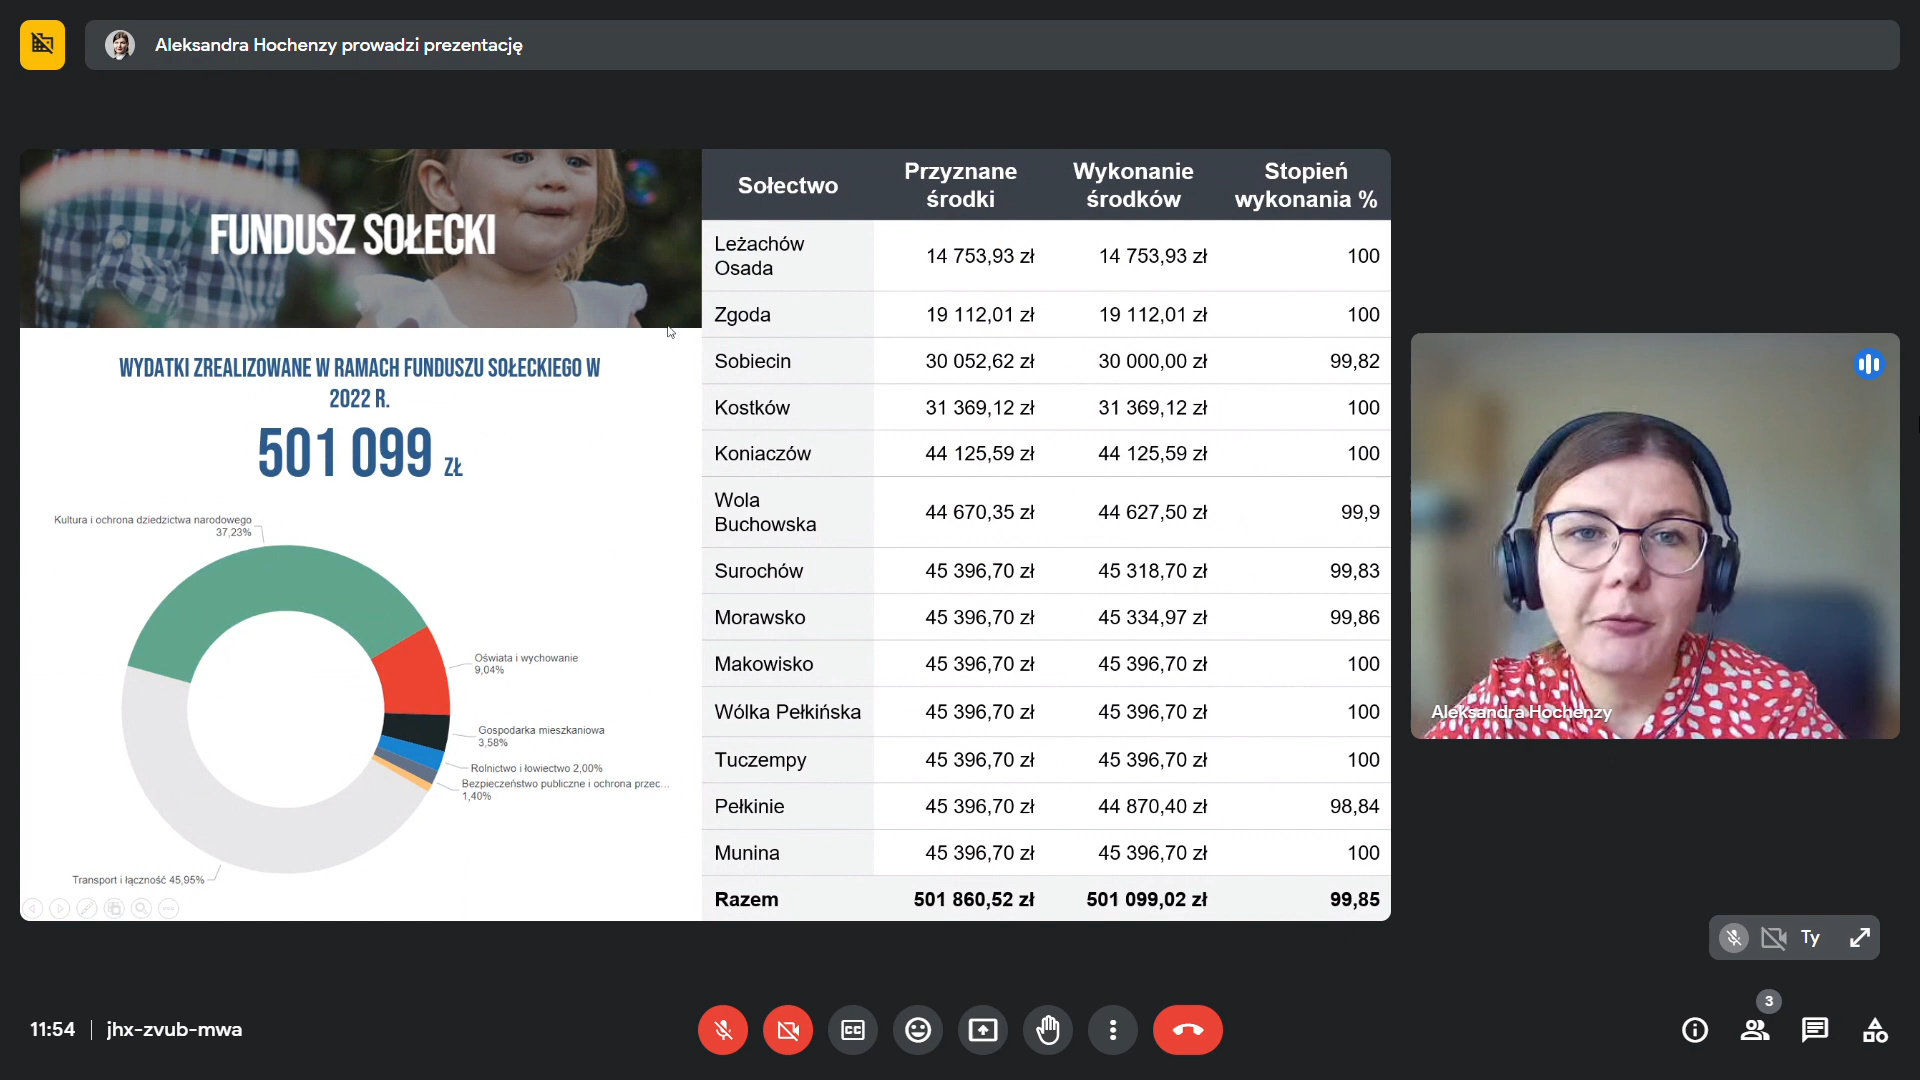 Aleksandra Hochenzy prowadzi prezentację
FUNDUSZ SOŁECKI
WYDATKI ZREALIZOWANE W RAMACH FUNDUSZU SOŁECKIEGO W
2022 R.
501 099 ZŁ
Kultura i ochrona dziedzictwa narodowego
37,23%
Oświata i wychowanie
9,04%
Gospodarka mieszkaniowa
3,58%
Rolnictwo i łowiectwo 2,00%
Bezpieczeństwo publiczne i ochrona przec...
1,40%
Transport i łączność 45,95%
Sołectwo Przyznane środki Wykonanie środków Stopień wykonania %
Leżachów Osada 14 753,93 zł 14 753,93 zł 100
Zgoda 19 112,01 zł 19 112,01 zł 100
Sobiecin 30 052,62 zł 30 000,00 zł 99,82
Kostków 31 369,12 zł 31 369,12 zł 100
Koniaczów 44 125,59 zł 44 125,59 zł 100
Wola Buchowska 44 670,35 zł 44 627,50 zł 99,9
Surochów 45 396,70 zł 45 318,70 zł 99,83
Morawsko 45 396,70 zł 45 334,97 zł 99,86
Makowisko 45 396,70 zł 45 396,70 zł 100
Wólka Pełkińska 45 396,70 zł 45 396,70 zł 100
Tuczempy 45 396,70 zł 45 396,70 zł 100
Pełkinie 45 396,70 zł 44 870,40 zł 98,84
Munina 45 396,70 zł 45 396,70 zł 100
Razem 501 860,52 zł 501 099,02 zł 99,85
Aleksandra Hochenzy
Ty
11:54 | jhx-zvub-mwa
CC
3